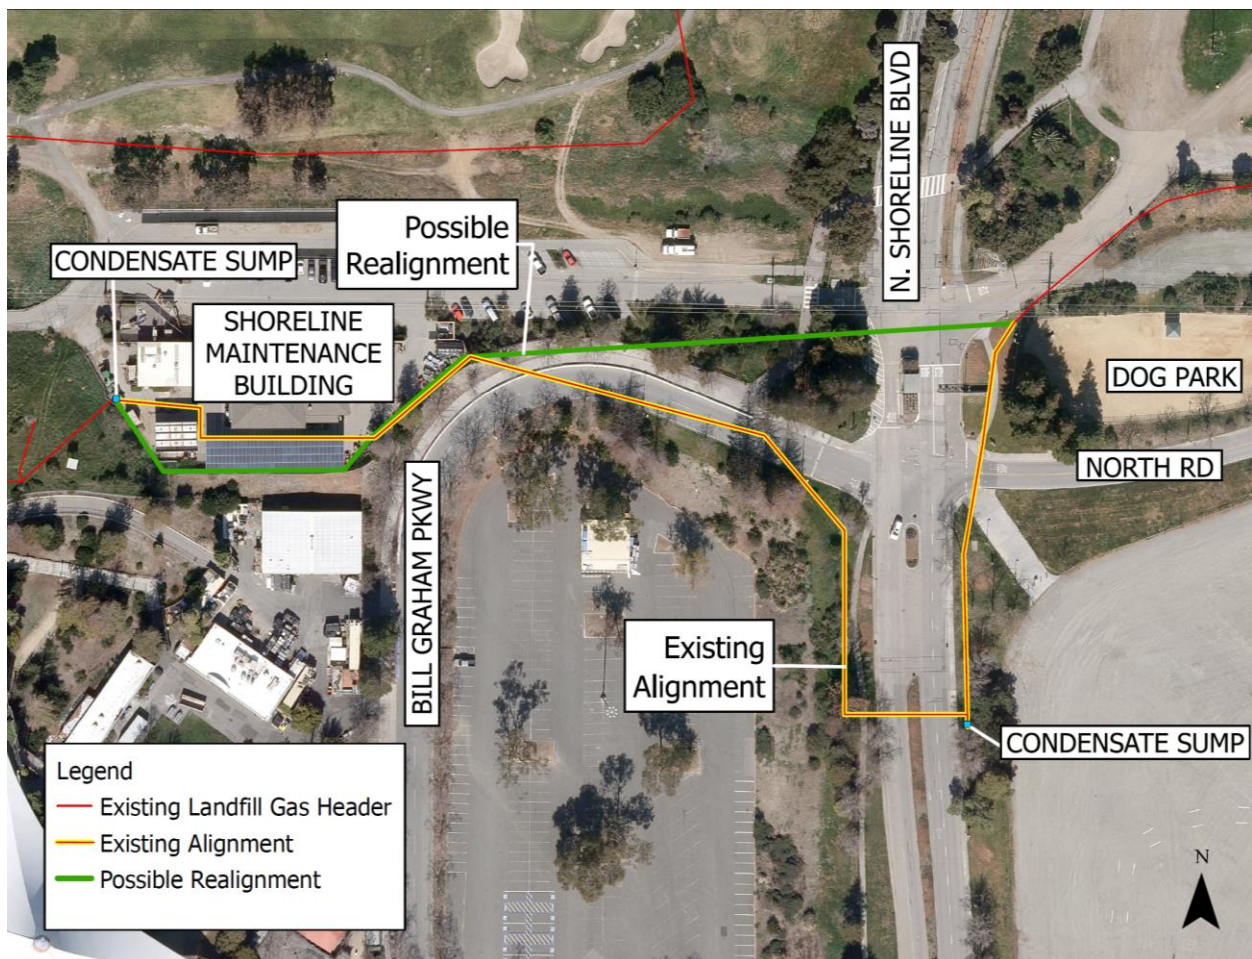 N. SHORELINE BLVD
Possible
Realignment
CONDENSATE SUMP
SHORELINE
MAINTENANCE
BUILDING
DOG PARK
NORTH RD
BILL GRAHAM PKWY
Existing
Alignment
CONDENSATE SUMP
Legend
Existing Landfill Gas Header
Existing Alignment
Possible Realignment
N